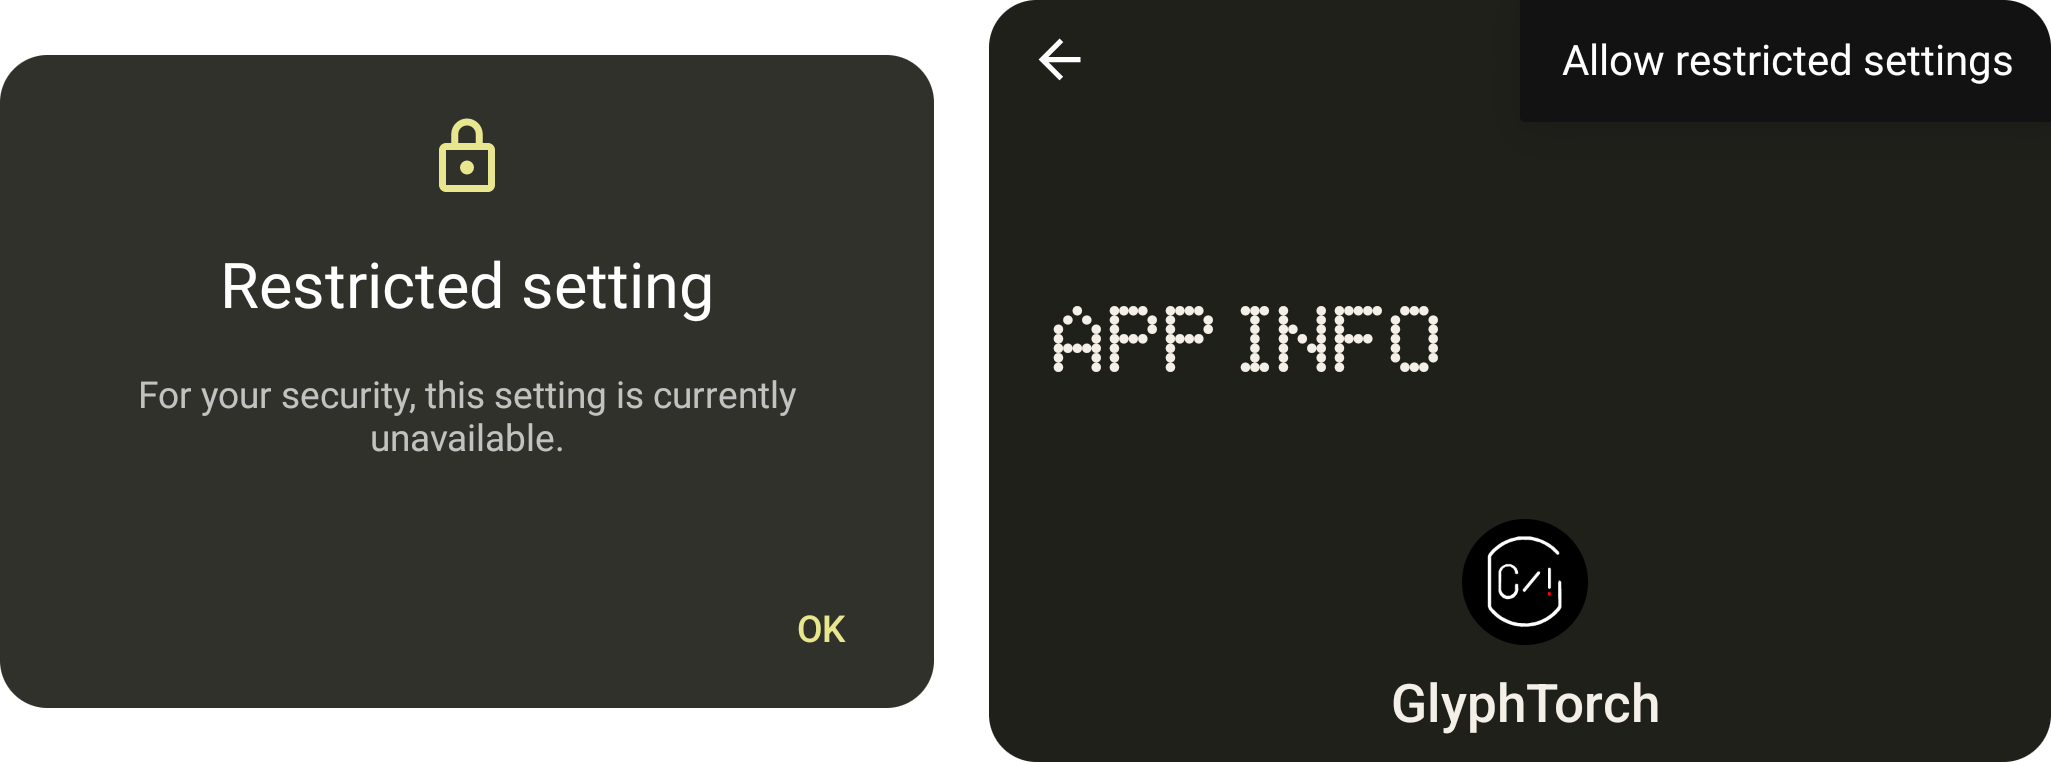 Restricted setting
For your security, this setting is currently
unavailable.
OK
Allow restricted settings
APP INFO
C/!
GlyphTorch